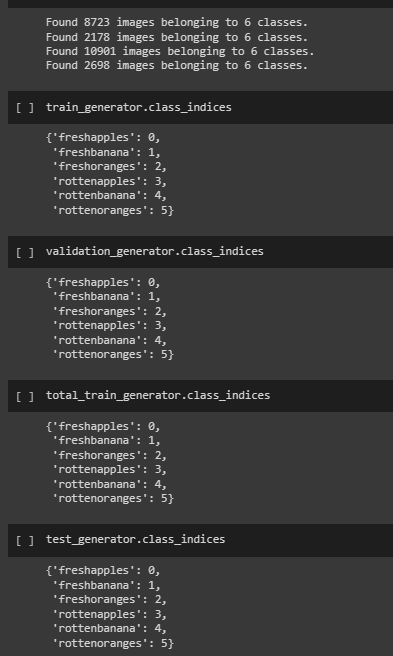 Found 8723 images belonging to 6 classes.
Found 2178 images belonging to 6 classes.
Found 10901 images belonging to 6 classes.
Found 2698 images belonging to 6 classes.
[ ] train_generator.class_indices
{'freshapples': 0,
 'freshbanana': 1,
 'freshoranges': 2,
 'rottenapples': 3,
 'rottenbanana': 4,
 'rottenoranges': 5}
[ ] validation_generator.class_indices
{'freshapples': 0,
 'freshbanana': 1,
 'freshoranges': 2,
 'rottenapples': 3,
 'rottenbanana': 4,
 'rottenoranges': 5}
[ ] total_train_generator.class_indices
{'freshapples': 0,
 'freshbanana': 1,
 'freshoranges': 2,
 'rottenapples': 3,
 'rottenbanana': 4,
 'rottenoranges': 5}
[ ] test_generator.class_indices
{'freshapples': 0,
 'freshbanana': 1,
 'freshoranges': 2,
 'rottenapples': 3,
 'rottenbanana': 4,
 'rottenoranges': 5}